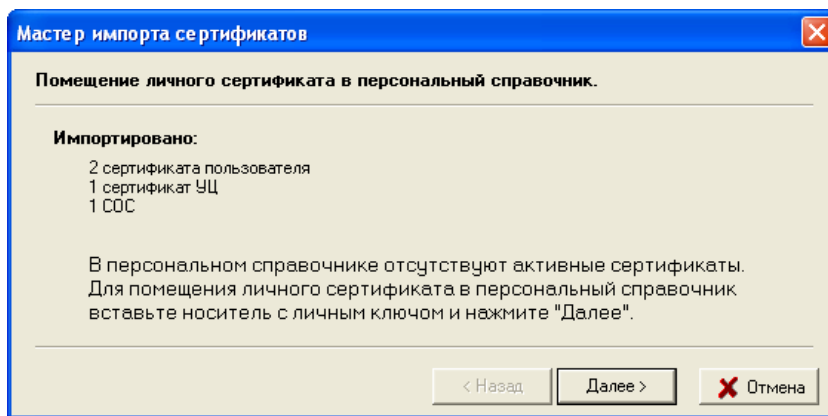 Мастер импорта сертификатов
Помещение личного сертификата в персональный справочник.
Импортировано:
2 сертификата пользователя
1 сертификат УЦ
1 СОС
В персональном справочнике отсутствуют активные сертификаты.
Для помещения личного сертификата в персональный справочник
вставьте носитель с личным ключом и нажмите "Далее".
< Назад
Далее >
Отмена